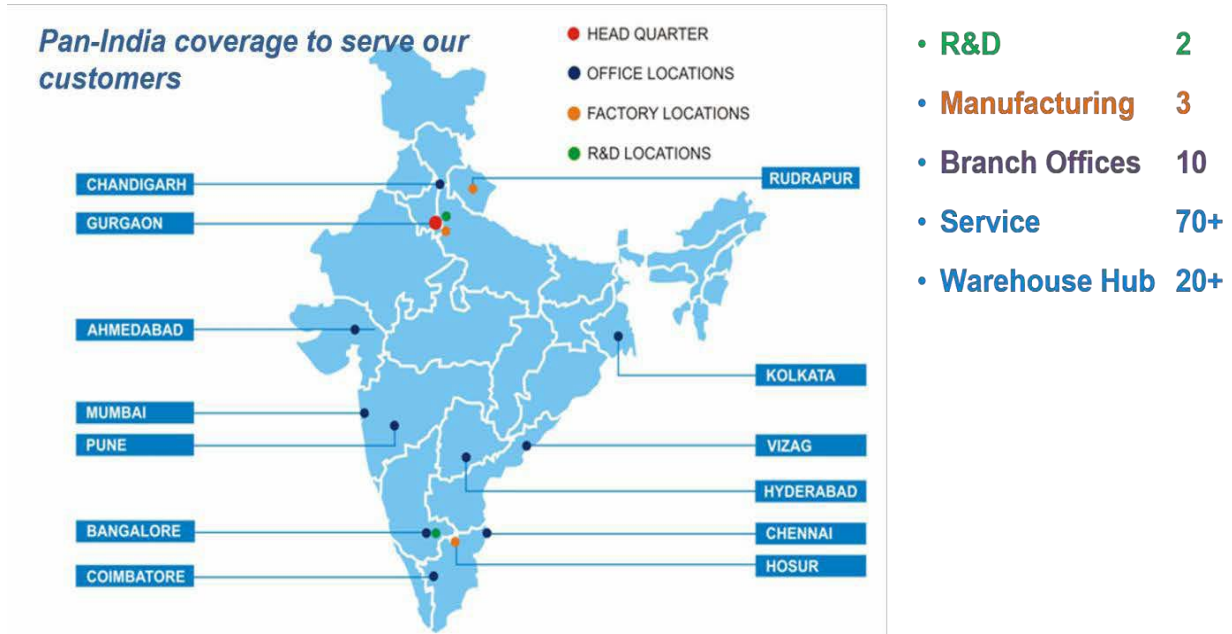 Pan-India coverage to serve our
customers
HEAD QUARTER
OFFICE LOCATIONS
FACTORY LOCATIONS
R&D LOCATIONS
CHANDIGARH
GURGAON
AHMEDABAD
MUMBAI
PUNE
BANGALORE
COIMBATORE
RUDRAPUR
KOLKATA
VIZAG
HYDERABAD
CHENNAI
HOSUR
• R&D 2
• Manufacturing 3
• Branch Offices 10
• Service 70+
• Warehouse Hub 20+